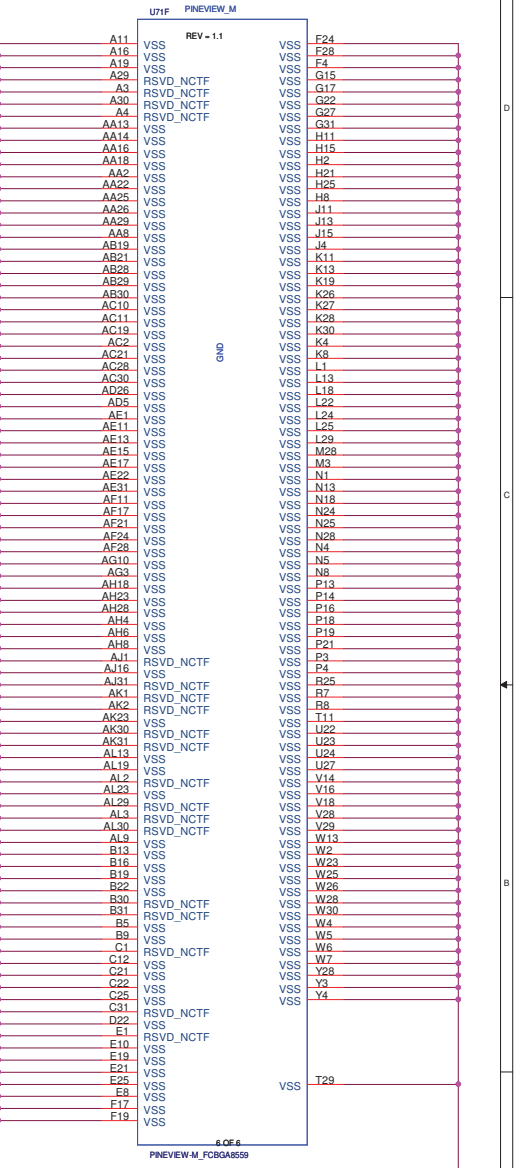 U71F PINEVIEW_M
REV = 1.1
A11 VSS VSS F24
A16 VSS VSS F28
A19 VSS VSS F4
A29 RSVD_NCTF VSS G15
A3 RSVD_NCTF VSS G17
A30 RSVD_NCTF VSS G22
A4 RSVD_NCTF VSS G27
AA13 VSS VSS G31
AA14 VSS VSS H11
AA16 VSS VSS H15
AA18 VSS VSS H2
AA2 VSS VSS H21
AA22 VSS VSS H25
AA25 VSS VSS H8
AA26 VSS VSS J11
AA29 VSS VSS J13
AA8 VSS VSS J15
AB19 VSS VSS J4
AB21 VSS VSS K11
AB28 VSS VSS K13
AB29 VSS VSS K19
AB30 VSS VSS K26
AC10 VSS VSS K27
AC11 VSS VSS K28
AC19 VSS VSS K30
AC2 VSS VSS K4
AC21 VSS VSS K8
AC28 VSS VSS L1
AC30 VSS VSS L13
AD26 VSS VSS L18
AD5 VSS VSS L22
AE1 VSS VSS L24
AE11 VSS VSS L25
AE13 VSS VSS L29
AE15 VSS VSS M28
AE17 VSS VSS M3
AE22 VSS VSS N1
AE31 VSS VSS N13
AF11 VSS VSS N18
AF17 VSS VSS N24
AF21 VSS VSS N25
AF24 VSS VSS N28
AF28 VSS VSS N4
AG10 VSS VSS N5
AG3 VSS VSS N8
AH18 VSS VSS P13
AH23 VSS VSS P14
AH28 VSS VSS P16
AH4 VSS VSS P18
AH6 VSS VSS P19
AH8 VSS VSS P21
AJ1 RSVD_NCTF VSS P3
AJ16 VSS VSS P4
AJ31 RSVD_NCTF VSS R25
AK1 RSVD_NCTF VSS R7
AK2 RSVD_NCTF VSS R8
AK23 VSS VSS T11
AK30 RSVD_NCTF VSS U22
AK31 RSVD_NCTF VSS U23
AL13 VSS VSS U24
AL19 VSS VSS U27
AL2 RSVD_NCTF VSS V14
AL23 VSS VSS V16
AL29 RSVD_NCTF VSS V18
AL3 RSVD_NCTF VSS V28
AL30 RSVD_NCTF VSS V29
AL9 VSS VSS W13
B13 VSS VSS W2
B16 VSS VSS W23
B19 VSS VSS W25
B22 VSS VSS W26
B30 RSVD_NCTF VSS W28
B31 RSVD_NCTF VSS W30
B5 VSS VSS W4
B9 VSS VSS W5
C1 RSVD_NCTF VSS W6
C12 VSS VSS W7
C21 VSS VSS Y28
C22 VSS VSS Y3
C25 VSS VSS Y4
C31 RSVD_NCTF
D22 VSS
E1 RSVD_NCTF
E10 VSS
E19 VSS
E21 VSS
E25 VSS VSS T29
E8 VSS
F17 VSS
F19 VSS
GND
6 OF 6
PINEVIEW-M_FCBGA8559
D
C
B